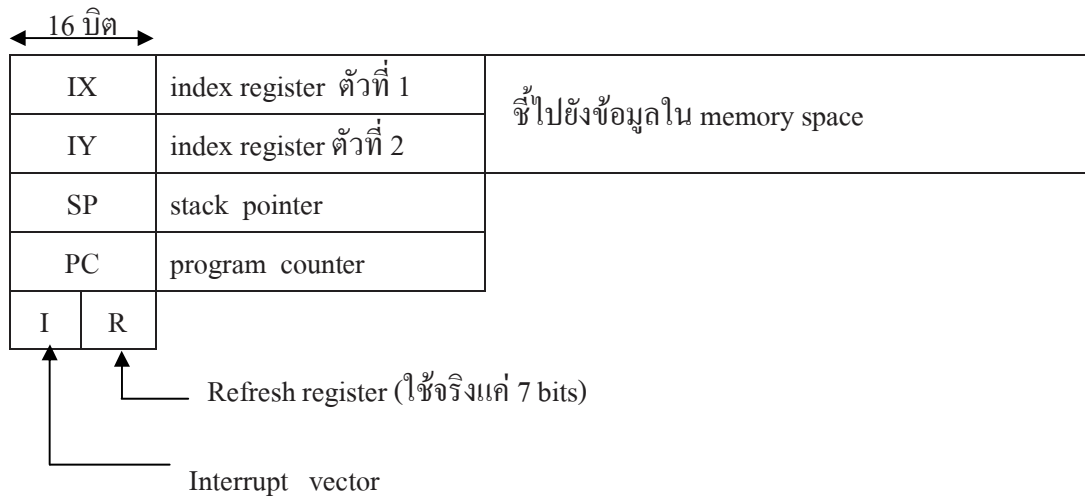 16 บิต
IX index register ตัวที่ 1
ชี้ไปยังข้อมูลใน memory space
IY index register ตัวที่ 2
SP stack pointer
PC program counter
I R
Refresh register (ใช้จริงแค่ 7 bits)
Interrupt vector